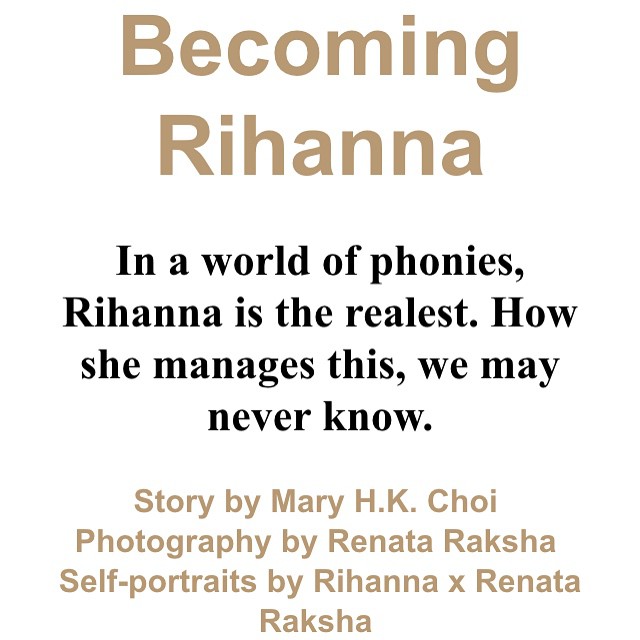 Becoming
Rihanna
In a world of phonies,
Rihanna is the realest. How
she manages this, we may
never know.
Story by Mary H.K. Choi
Photography by Renata Raksha
Self-portraits by Rihanna x Renata
Raksha